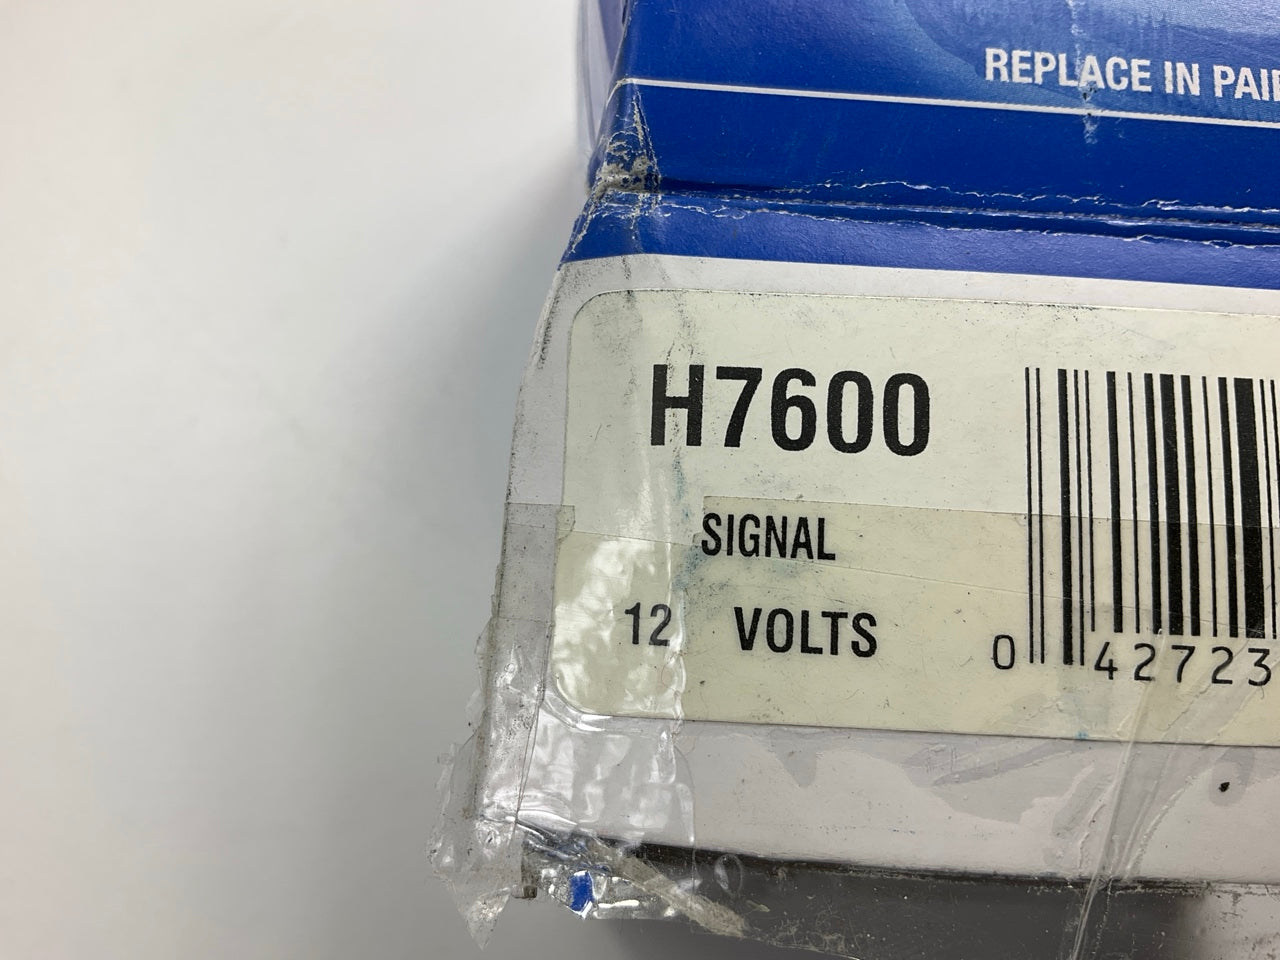 REPLACE IN PAI
H7600
SIGNAL
12 VOLTS
0 42723